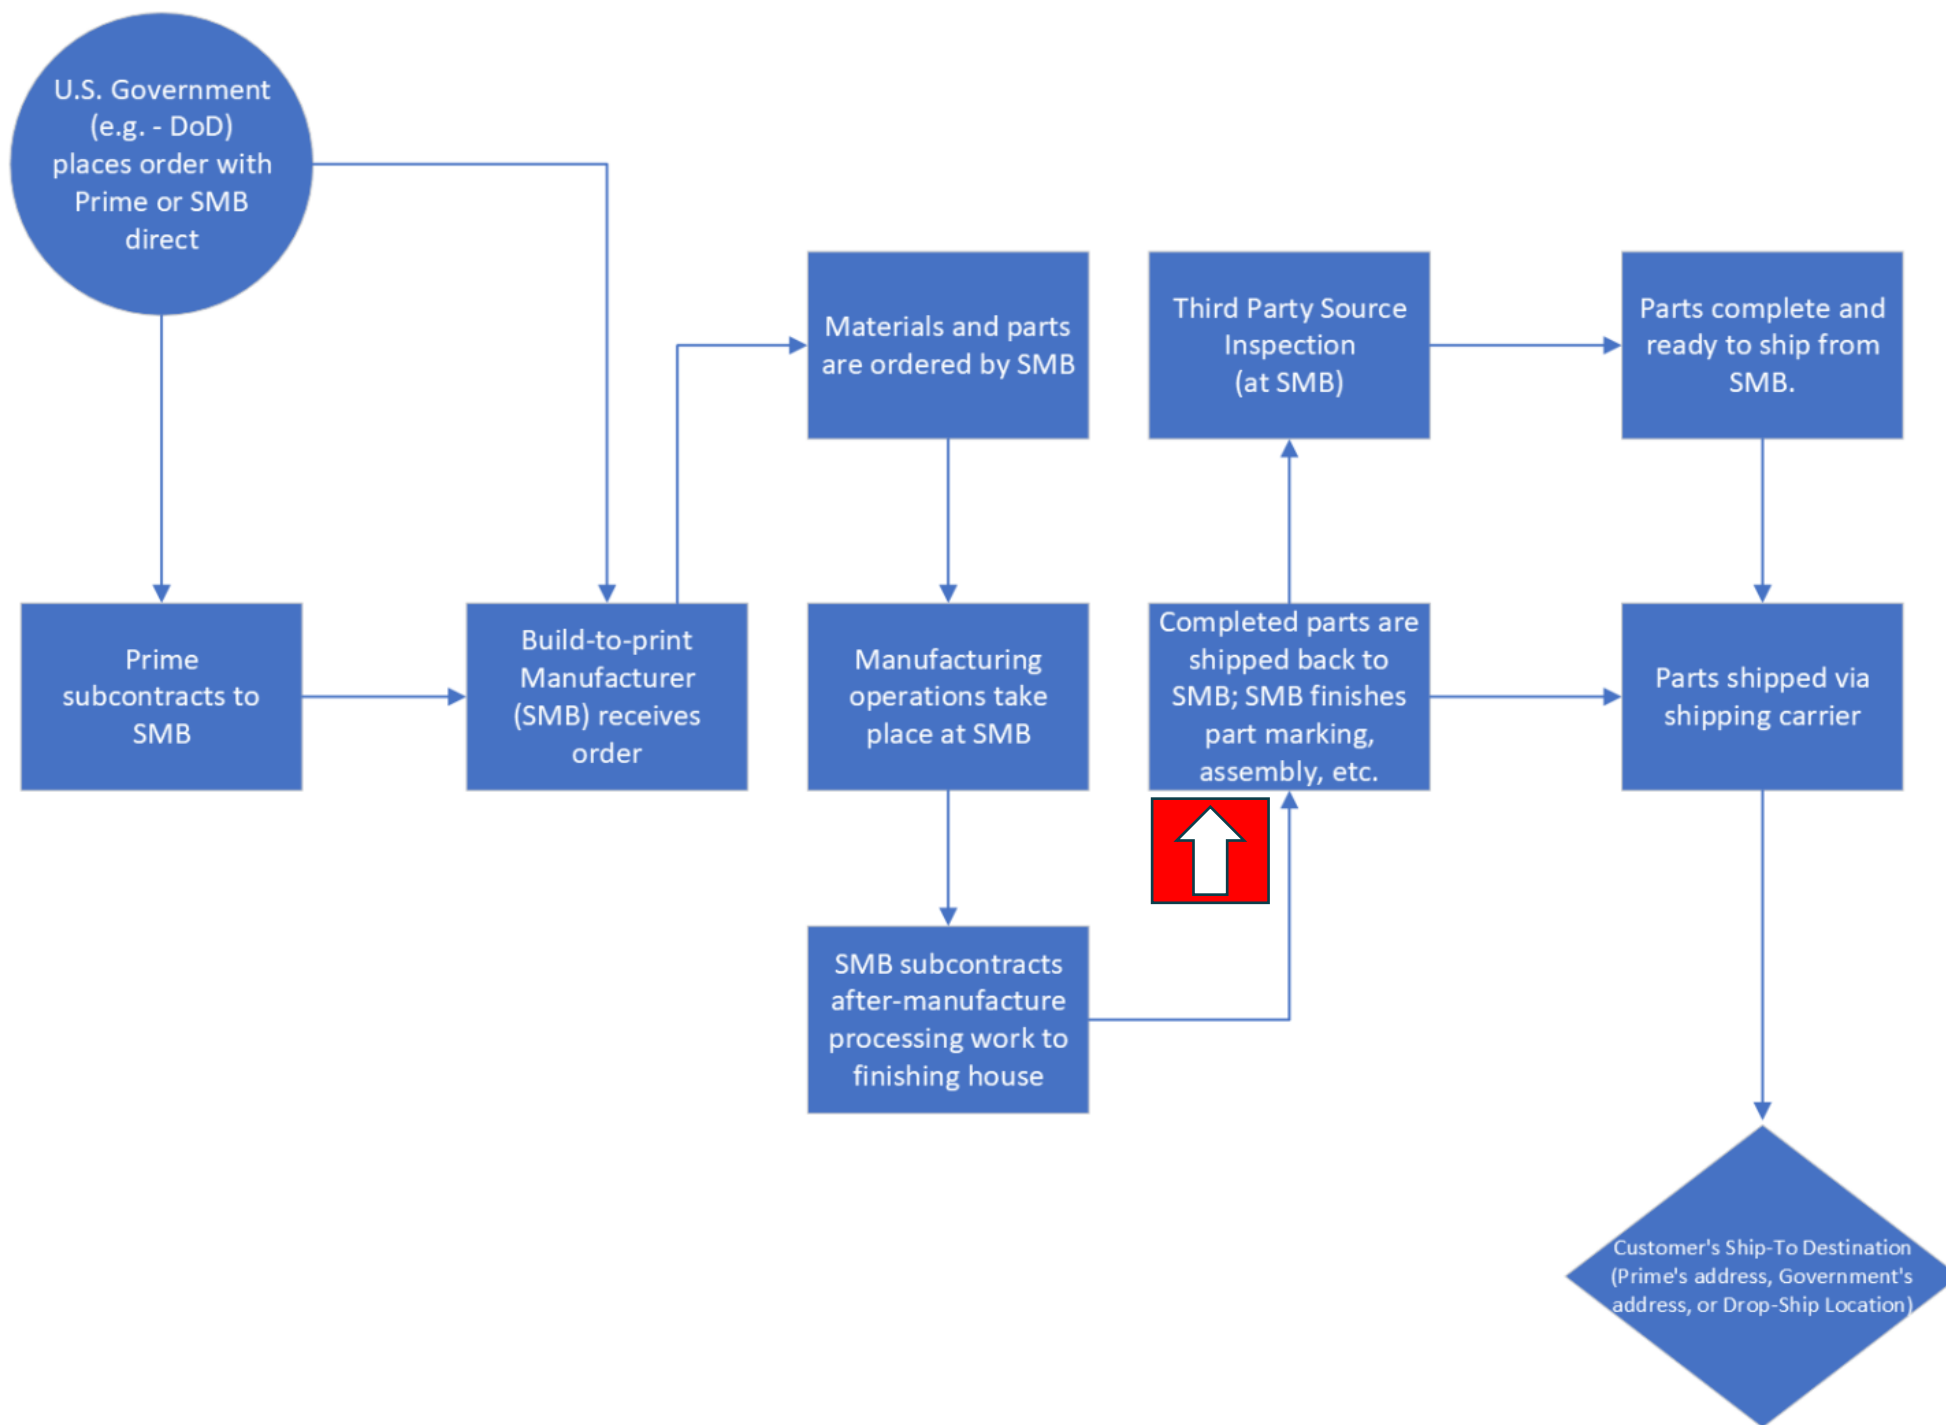 U.S. Government
(e.g. - DoD)
places order with
Prime or SMB
direct
Prime
subcontracts to
SMB
Build-to-print
Manufacturer
(SMB) receives
order
Materials and parts
are ordered by SMB
Manufacturing
operations take
place at SMB
SMB subcontracts
after-manufacture
processing work to
finishing house
Completed parts are
shipped back to
SMB; SMB finishes
part marking,
assembly, etc.
Third Party Source
Inspection
(at SMB)
Parts complete and
ready to ship from
SMB.
Parts shipped via
shipping carrier
Customer's Ship-To Destination
(Prime's address, Government's
address, or Drop-Ship Location)